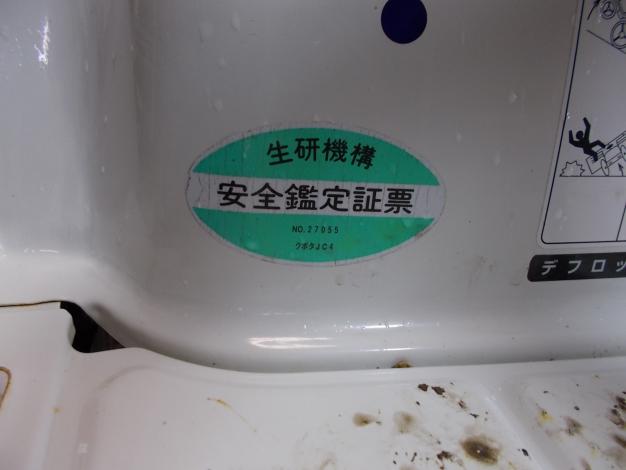 生研機構
安全鑑定証票
NO.27055
クボタJC4
デフロッ